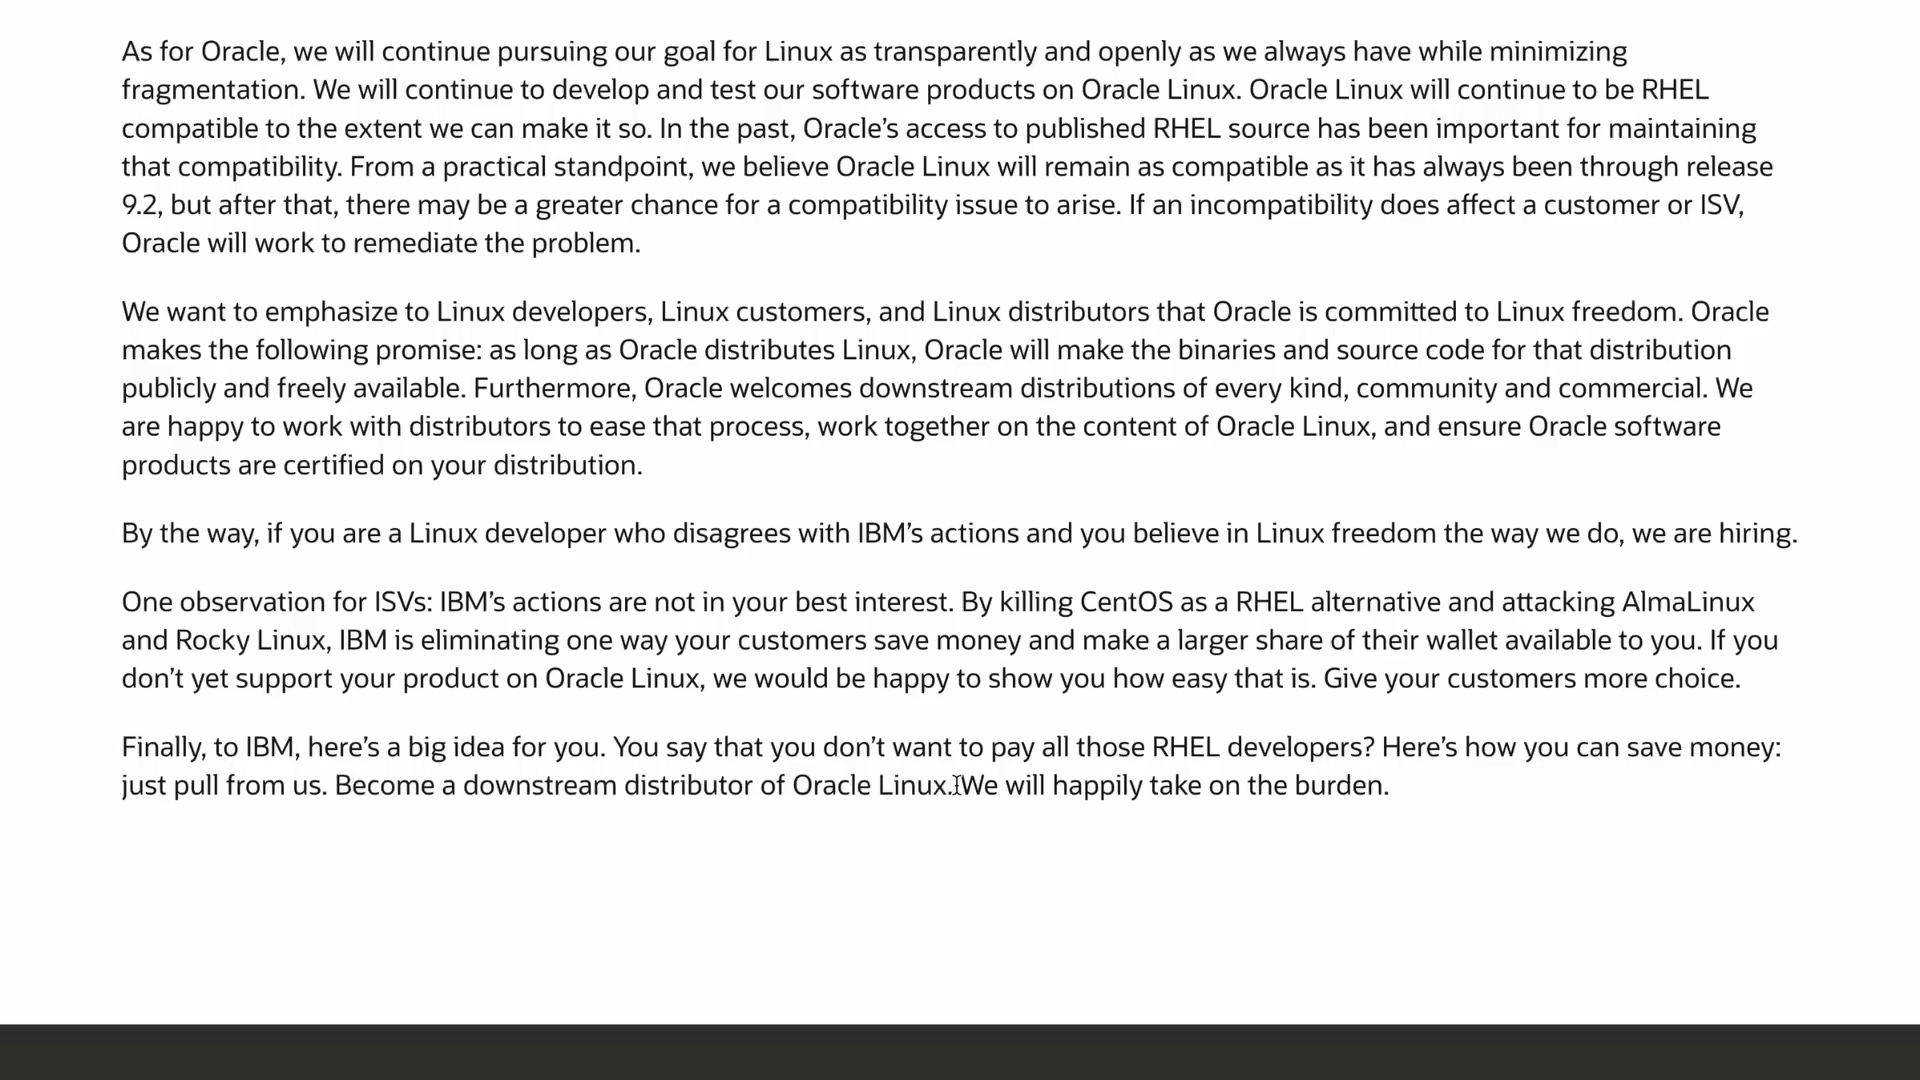 As for Oracle, we will continue pursuing our goal for Linux as transparently and openly as we always have while minimizing
fragmentation. We will continue to develop and test our software products on Oracle Linux. Oracle Linux will continue to be RHEL
compatible to the extent we can make it so. In the past, Oracle’s access to published RHEL source has been important for maintaining
that compatibility. From a practical standpoint, we believe Oracle Linux will remain as compatible as it has always been through release
9.2, but after that, there may be a greater chance for a compatibility issue to arise. If an incompatibility does affect a customer or ISV,
Oracle will work to remediate the problem.
We want to emphasize to Linux developers, Linux customers, and Linux distributors that Oracle is committed to Linux freedom. Oracle
makes the following promise: as long as Oracle distributes Linux, Oracle will make the binaries and source code for that distribution
publicly and freely available. Furthermore, Oracle welcomes downstream distributions of every kind, community and commercial. We
are happy to work with distributors to ease that process, work together on the content of Oracle Linux, and ensure Oracle software
products are certified on your distribution.
By the way, if you are a Linux developer who disagrees with IBM’s actions and you believe in Linux freedom the way we do, we are hiring.
One observation for ISVs: IBM’s actions are not in your best interest. By killing CentOS as a RHEL alternative and attacking AlmaLinux
and Rocky Linux, IBM is eliminating one way your customers save money and make a larger share of their wallet available to you. If you
don’t yet support your product on Oracle Linux, we would be happy to show you how easy that is. Give your customers more choice.
Finally, to IBM, here’s a big idea for you. You say that you don’t want to pay all those RHEL developers? Here’s how you can save money:
just pull from us. Become a downstream distributor of Oracle Linux. We will happily take on the burden.